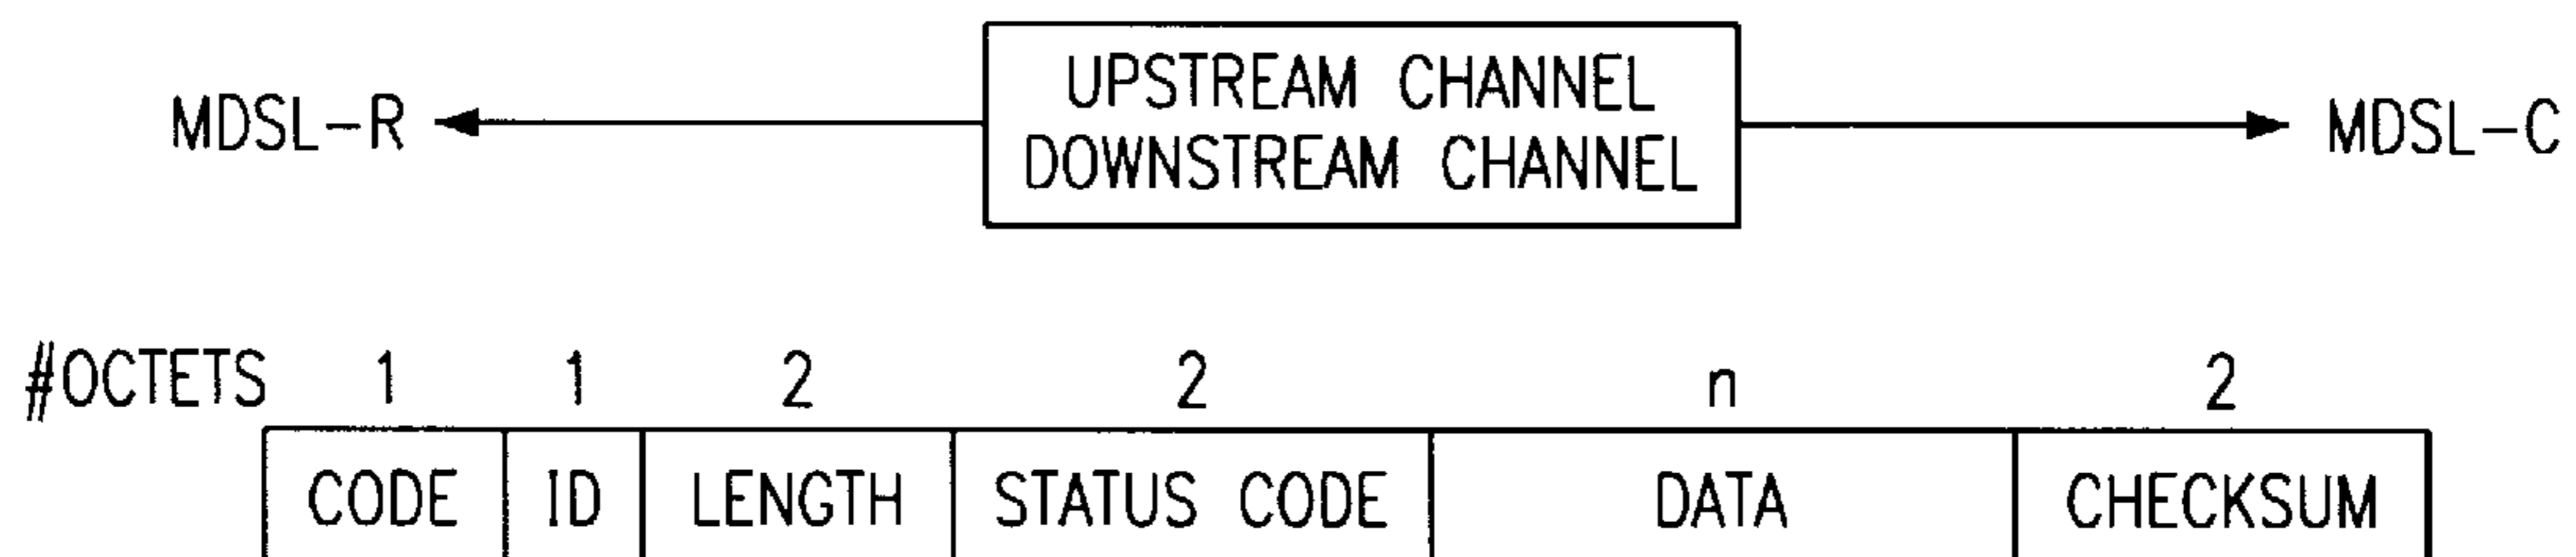 UPSTREAM CHANNEL
MDSL-R DOWNSTREAM CHANNEL MDSL-C
#OCTETS 1 1 2 2 n 2
CODE ID LENGTH STATUS CODE DATA CHECKSUM